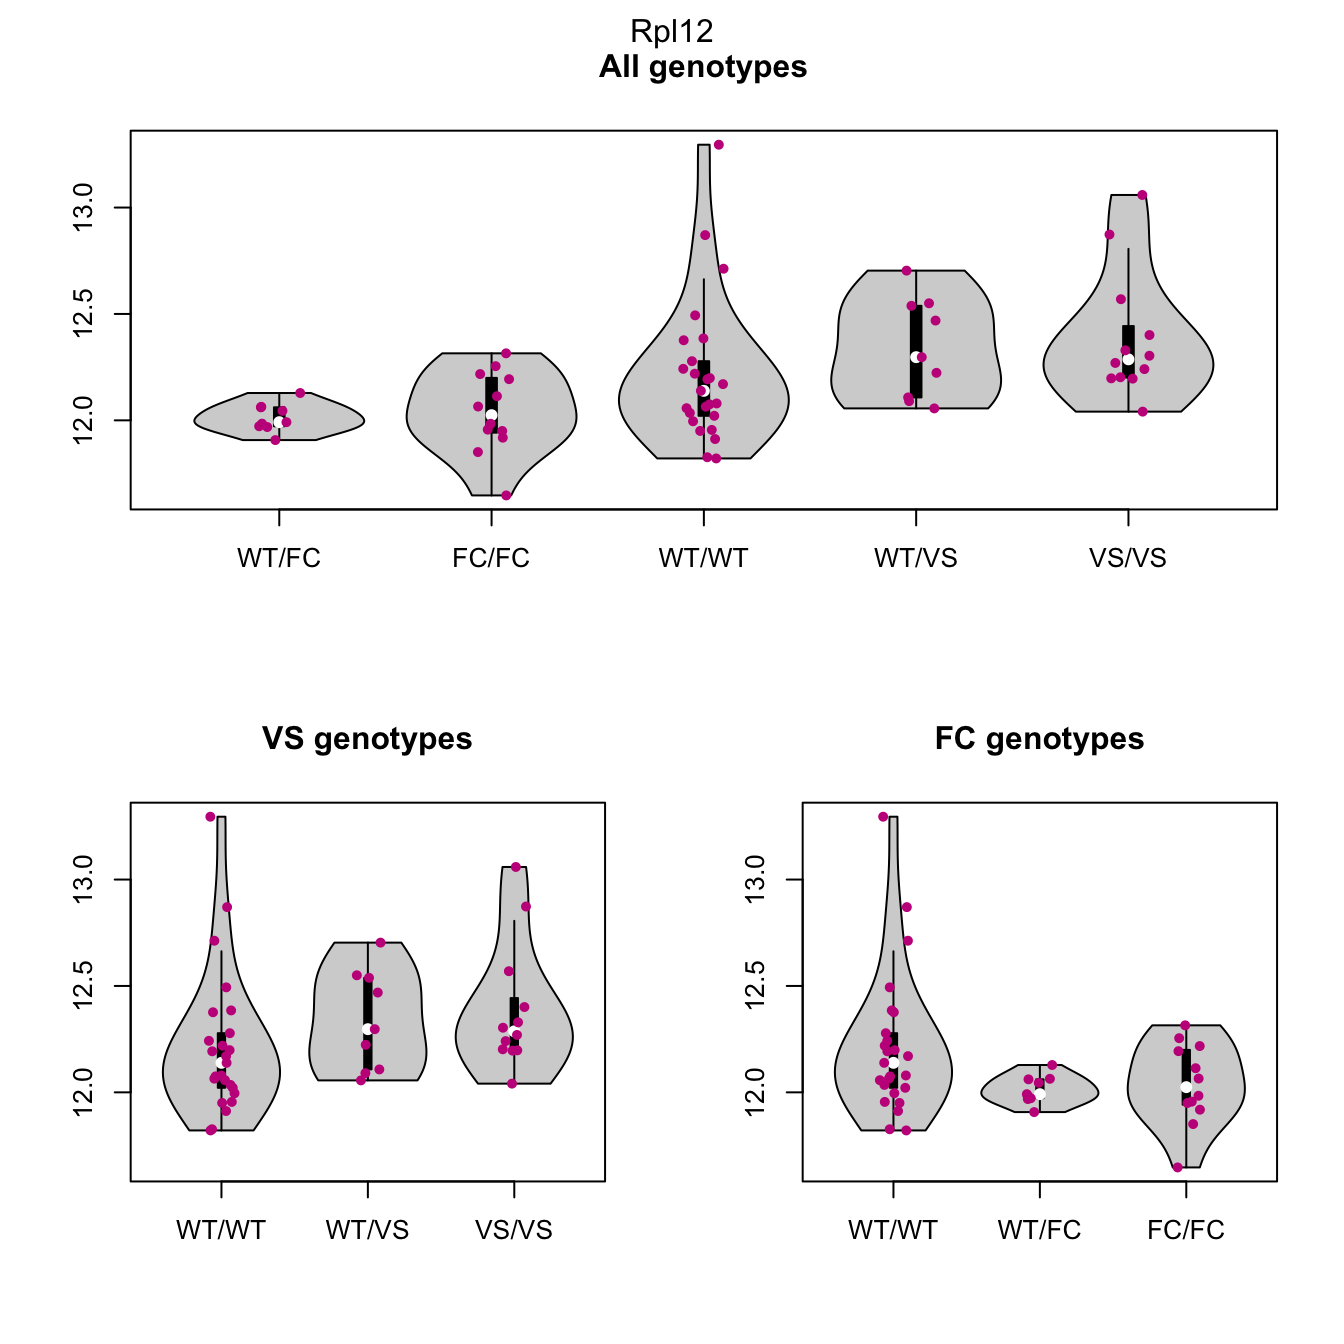 Rpl12
All genotypes
13.0
12.5
12.0
WT/FC FC/FC WT/WT WT/VS VS/VS
VS genotypes
13.0
12.5
12.0
WT/WT WT/VS VS/VS
FC genotypes
13.0
12.5
12.0
WT/WT WT/FC FC/FC